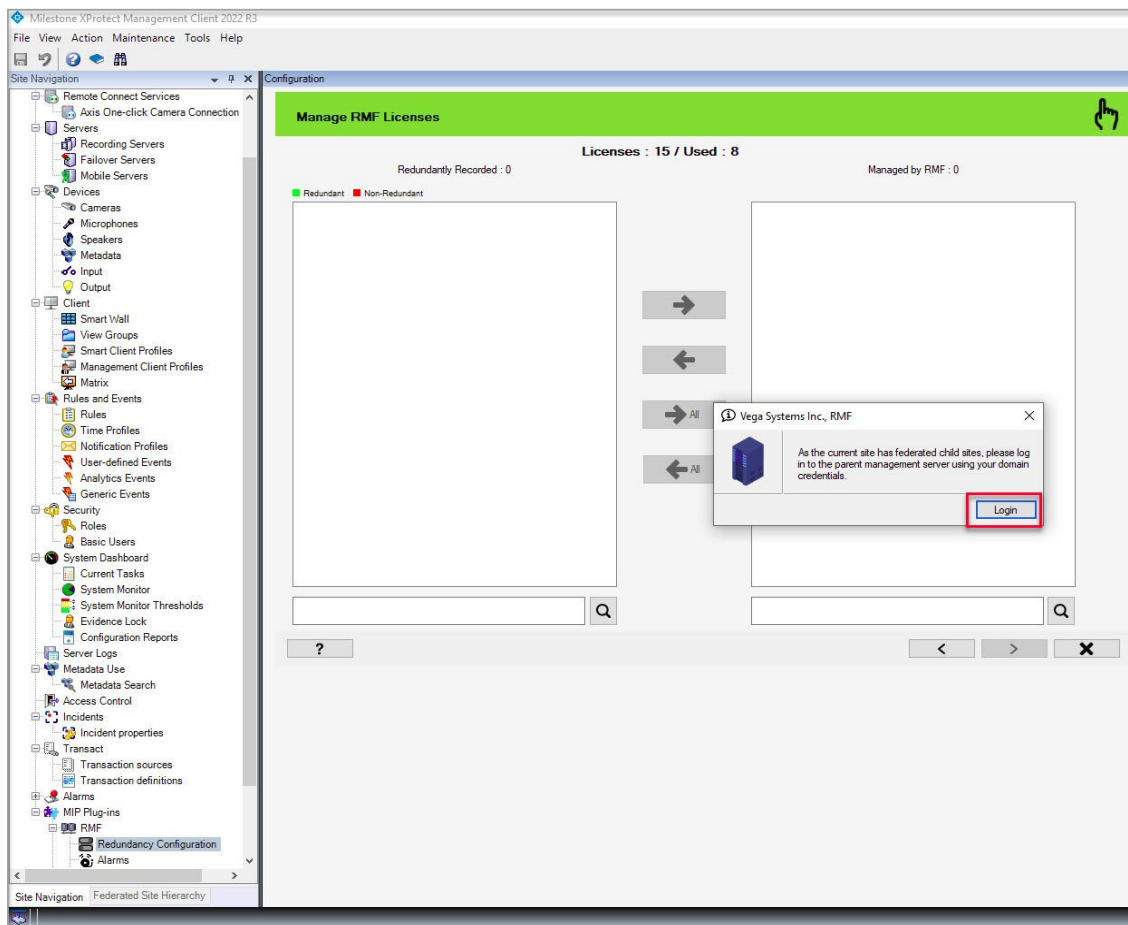 Milestone XProtect Management Client 2022 R3
File View Action Maintenance Tools Help
Site Navigation
Configuration
Remote Connect Services
Axis One-click Camera Connection
Servers
Recording Servers
Failover Servers
Mobile Servers
Devices
Cameras
Microphones
Speakers
Metadata
Input
Output
Client
Smart Wall
View Groups
Smart Client Profiles
Management Client Profiles
Matrix
Rules and Events
Rules
Time Profiles
Notification Profiles
User-defined Events
Analytics Events
Generic Events
Security
Roles
Basic Users
System Dashboard
Current Tasks
System Monitor
System Monitor Thresholds
Evidence Lock
Configuration Reports
Server Logs
Metadata Use
Metadata Search
Access Control
Incidents
Incident properties
Transact
Transaction sources
Transaction definitions
Alarms
MIP Plug-ins
RMF
Redundancy Configuration
Alarms
Site Navigation Federated Site Hierarchy
Manage RMF Licenses
Licenses : 15 / Used : 8
Redundantly Recorded : 0
Managed by RMF : 0
Redundant Non-Redundant
All
All
Vega Systems Inc., RMF
As the current site has federated child sites, please log
in to the parent management server using your domain
credentials.
Login
?
< > ✖